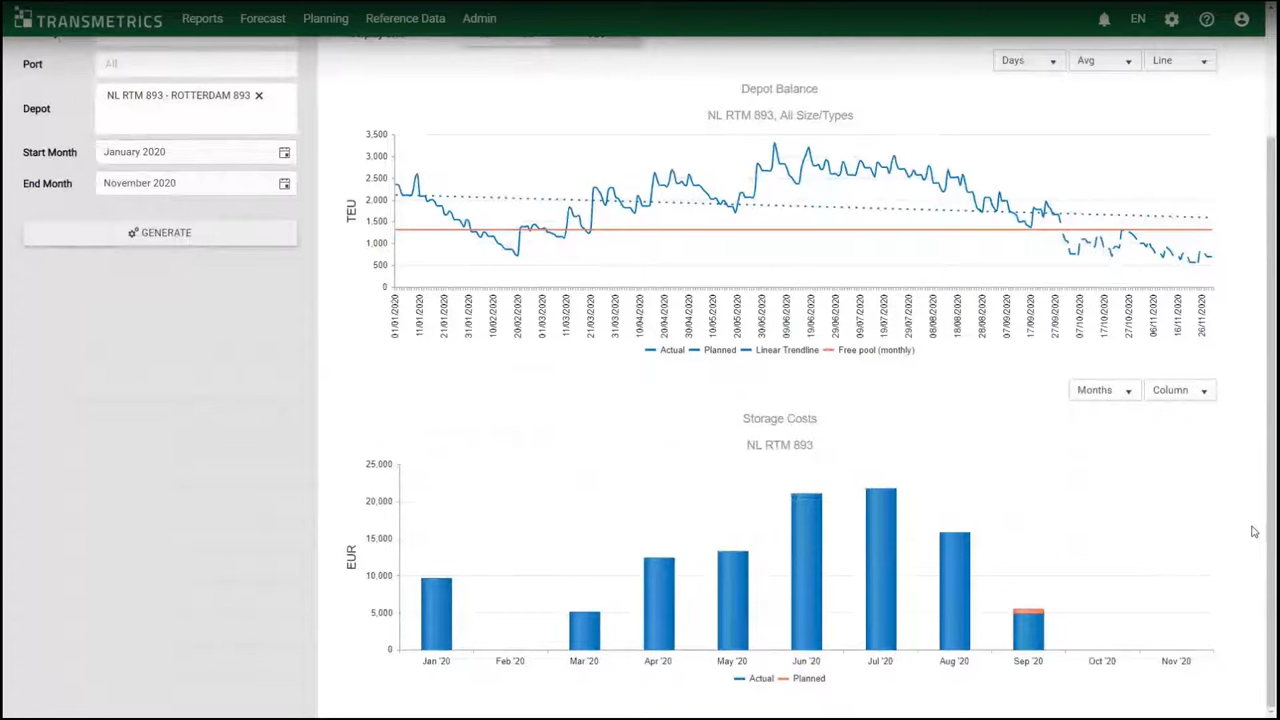 TRANSMETRICS Reports Forecast Planning Reference Data Admin EN
Port All
Depot NL RTM 893 - ROTTERDAM 893
Start Month January 2020
End Month November 2020
GENERATE
Days Avg Line
Depot Balance
NL RTM 893, All Size/Types
TEU
3,500
3,000
2,500
2,000
1,500
1,000
500
0
01/01/2020 11/01/2020 21/01/2020 31/01/2020 10/02/2020 20/02/2020 01/03/2020 11/03/2020 21/03/2020 31/03/2020 10/04/2020 20/04/2020 30/04/2020 10/05/2020 20/05/2020 30/05/2020 09/06/2020 19/06/2020 29/06/2020 09/07/2020 19/07/2020 29/07/2020 08/08/2020 18/08/2020 28/08/2020 07/09/2020 17/09/2020 27/09/2020 07/10/2020 17/10/2020 27/10/2020 06/11/2020 16/11/2020 26/11/2020
Actual Planned Linear Trendline Free pool (monthly)
Months Column
Storage Costs
NL RTM 893
EUR
25,000
20,000
15,000
10,000
5,000
0
Jan '20 Feb '20 Mar '20 Apr '20 May '20 Jun '20 Jul '20 Aug '20 Sep '20 Oct '20 Nov '20
Actual Planned